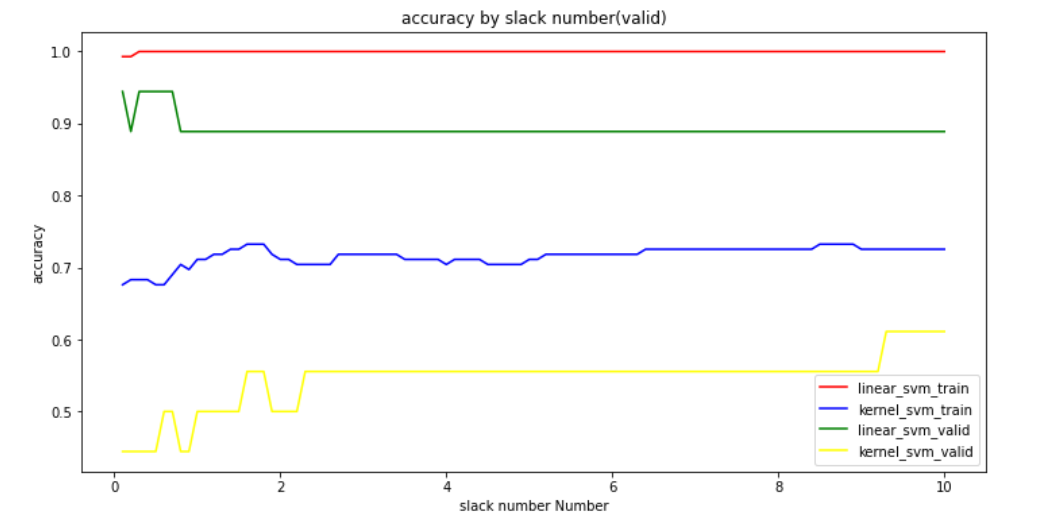 accuracy by slack number(valid)
1.0
0.9
0.8
0.7
0.6
0.5
accuracy
0 2 4 6 8 10
slack number Number
linear_svm_train
kernel_svm_train
linear_svm_valid
kernel_svm_valid